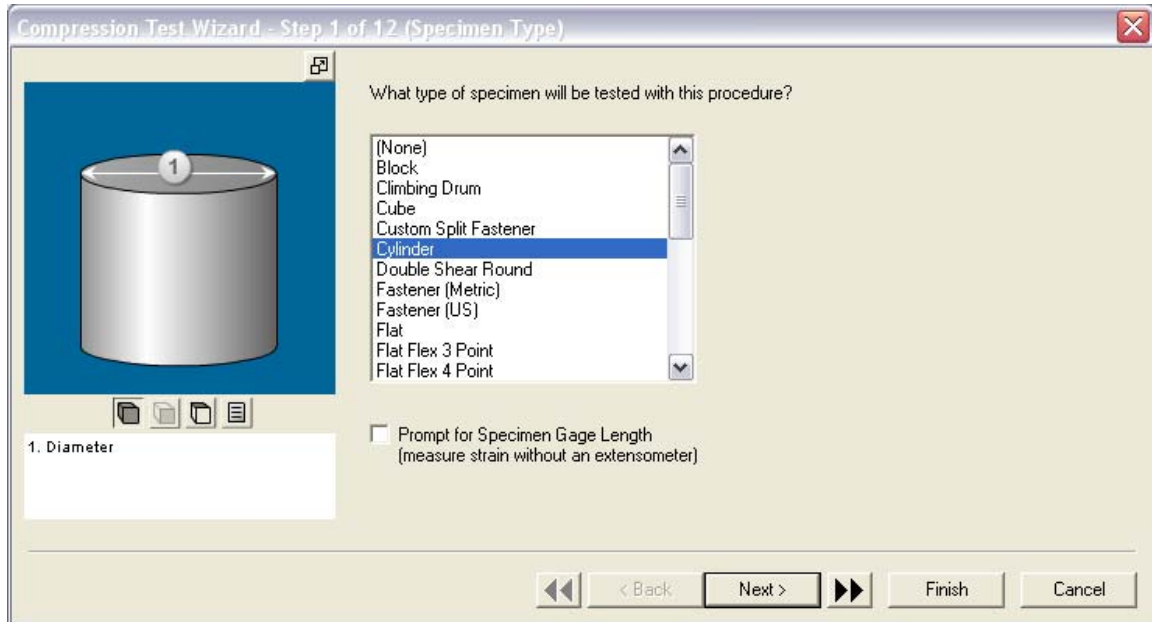 Compression Test Wizard - Step 1 of 12 (Specimen Type)
What type of specimen will be tested with this procedure?
1
(None)
Block
Climbing Drum
Cube
Custom Split Fastener
Cylinder
Double Shear Round
Fastener (Metric)
Fastener (US)
Flat
Flat Flex 3 Point
Flat Flex 4 Point
1. Diameter
Prompt for Specimen Gage Length
(measure strain without an extensometer)
< Back
Next >
Finish
Cancel